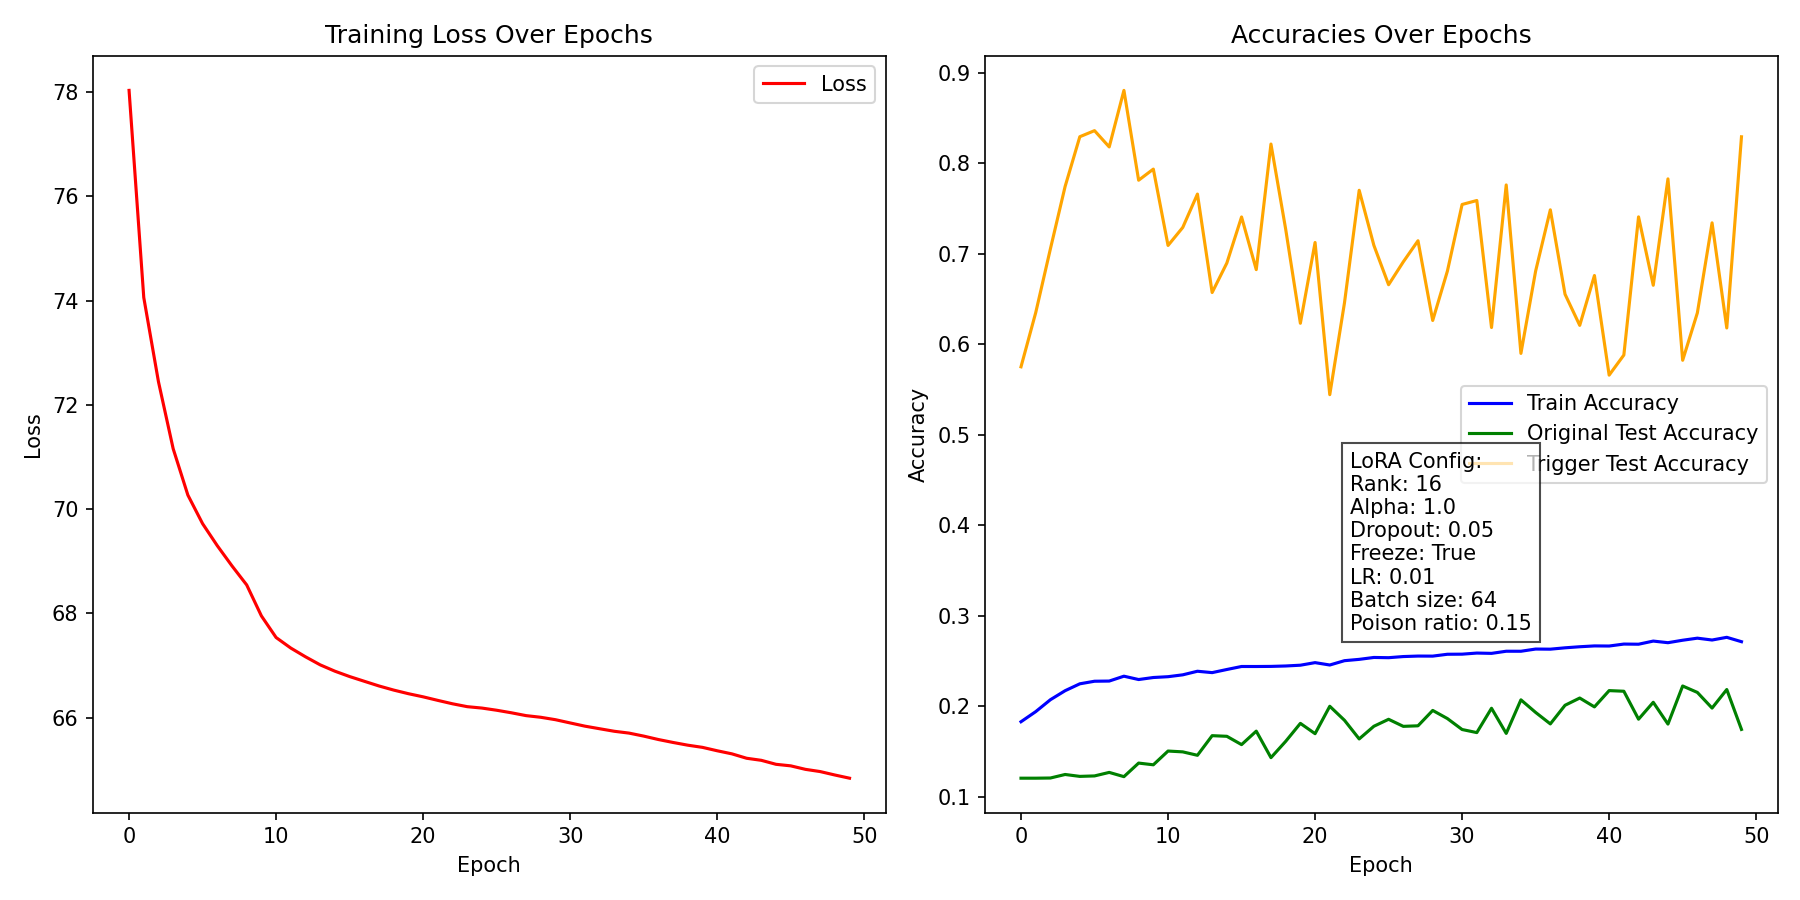 Training Loss Over Epochs
Loss
78
76
74
72
70
68
66
Loss
0
10
20
30
40
50
Epoch
Accuracies Over Epochs
0.9
0.8
0.7
0.6
0.5
0.4
0.3
0.2
0.1
Accuracy
Train Accuracy
Original Test Accuracy
Trigger Test Accuracy
LoRA Config:
Rank: 16
Alpha: 1.0
Dropout: 0.05
Freeze: True
LR: 0.01
Batch size: 64
Poison ratio: 0.15
0
10
20
30
40
50
Epoch